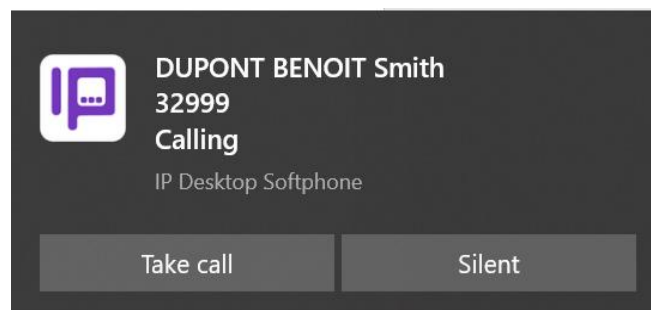 DUPONT BENOIT Smith
32999
Calling
IP Desktop Softphone
Take call
Silent